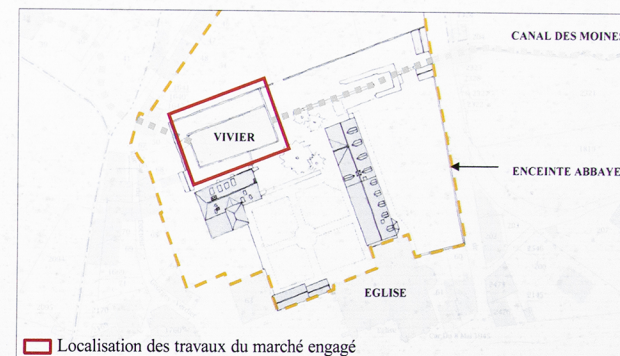 CANAL DES MOINES
VIVIER
ENCEINTE ABBAYE
EGLISE
Localisation des travaux du marché engagé